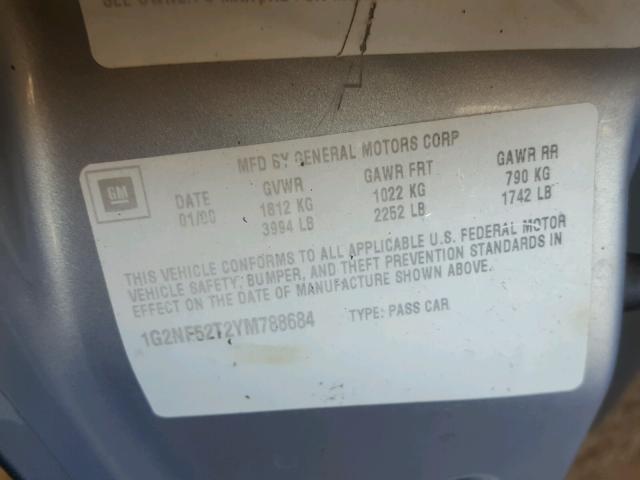 MFD BY GENERAL MOTORS CORP
GM
DATE GVWR GAWR FRT GAWR RR
01/00 1812 KG 1022 KG 790 KG
3994 LB 2252 LB 1742 LB
THIS VEHICLE CONFORMS TO ALL APPLICABLE U.S. FEDERAL MOTOR
VEHICLE SAFETY, BUMPER, AND THEFT PREVENTION STANDARDS IN
EFFECT ON THE DATE OF MANUFACTURE SHOWN ABOVE.
1G2NF52T2YM788684 TYPE: PASS CAR